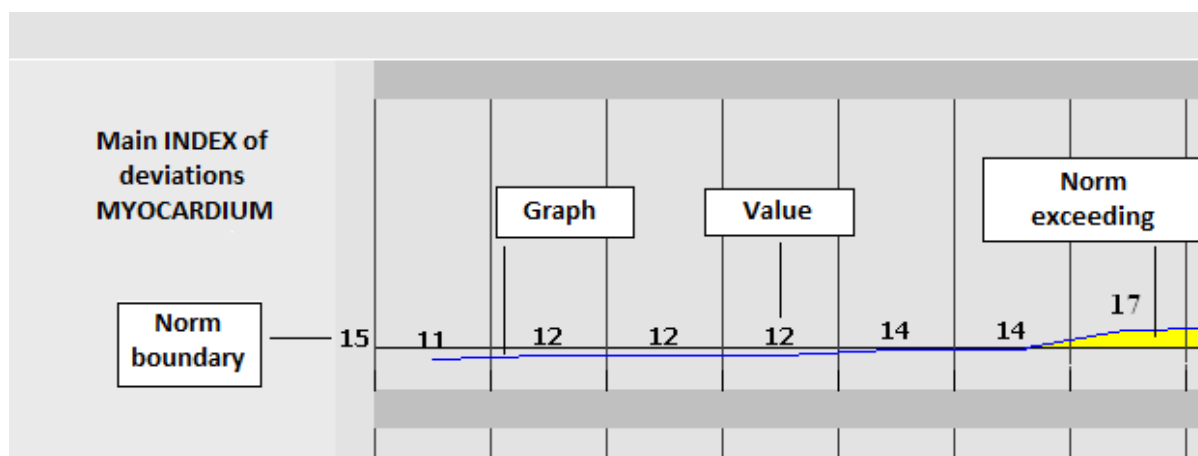 Main INDEX of
deviations
MYOCARDIUM
Graph
Value
Norm
exceeding
Norm
boundary
15
11
12
12
12
14
14
17